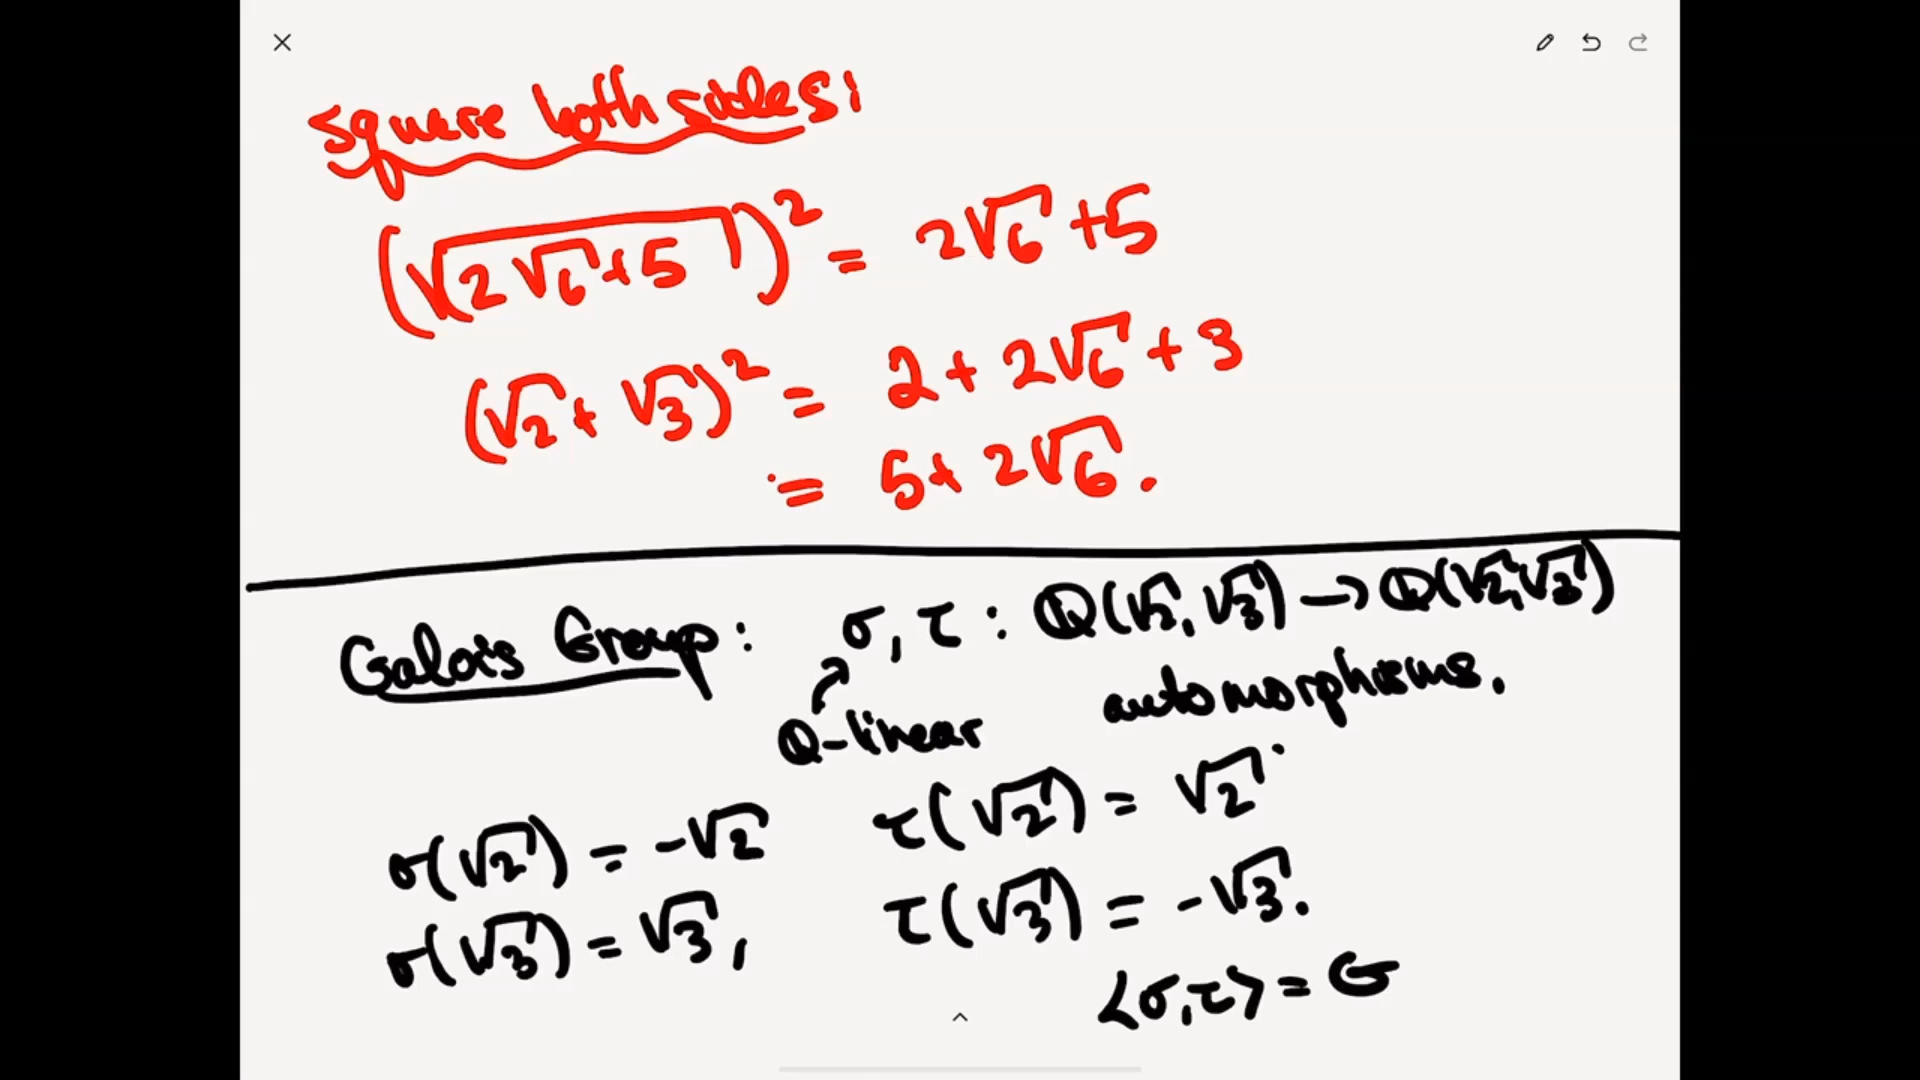 Square both sides:
(√(2√6+5))² = 2√6+5
(√2+√3)² = 2+2√6+3
= 5+2√6.
Galois Group: σ, τ : ℚ(√2, √3) → ℚ(√2, √3)
ℚ-linear automorphisms.
σ(√2) = -√2 τ(√2) = √2
σ(√3) = √3, τ(√3) = -√3.
⟨σ, τ⟩ = G